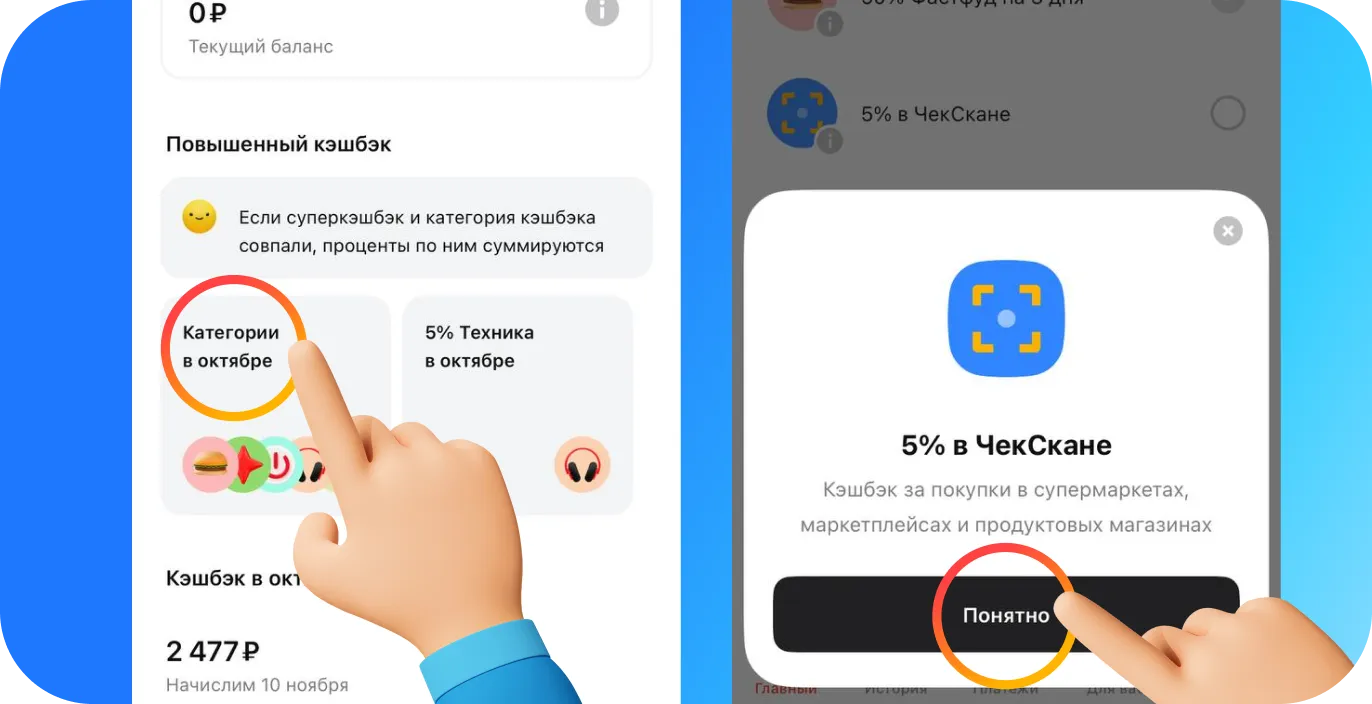 0 ₽
Текущий баланс
Повышенный кэшбэк
Если суперкэшбэк и категория кэшбэка
совпали, проценты по ним суммируются
Категории
в октябре
5% Техника
в октябре
Кэшбэк в окт
2 477 ₽
Начислим 10 ноября
5% в ЧекСкане
5% в ЧекСкане
Кэшбэк за покупки в супермаркетах,
маркетплейсах и продуктовых магазинах
Понятно
Главный
История
Платежи
Для ва